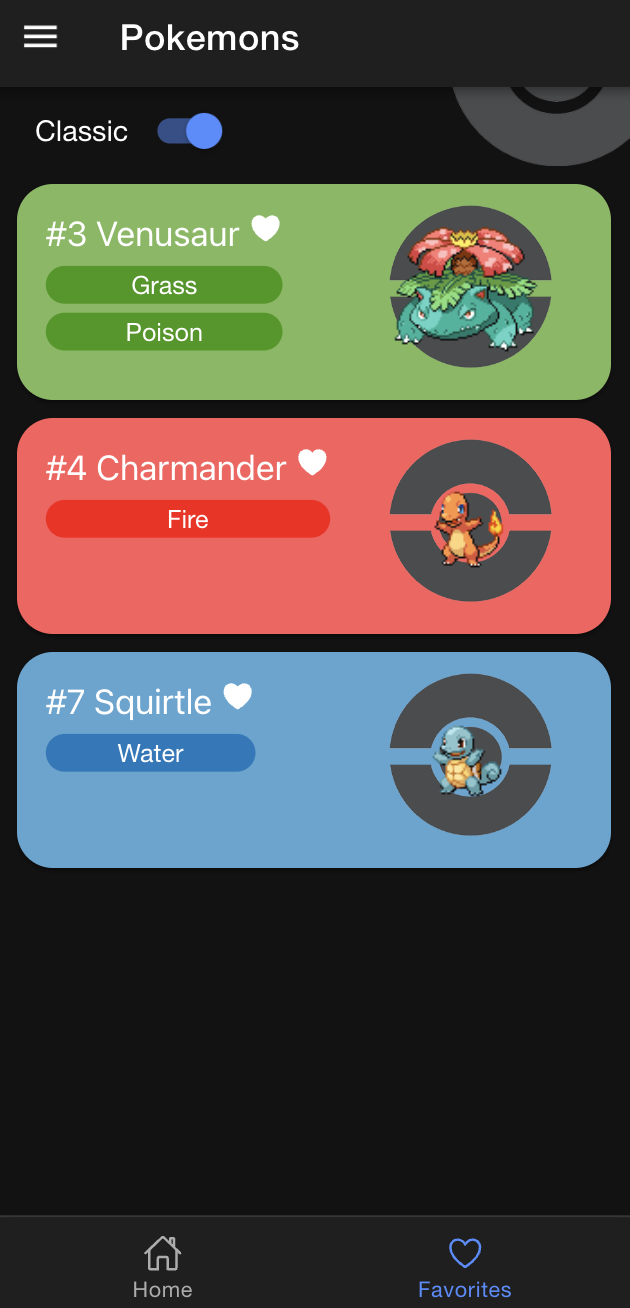 Pokemons
Classic
#3 Venusaur
Grass
Poison
#4 Charmander
Fire
#7 Squirtle
Water
Home
Favorites